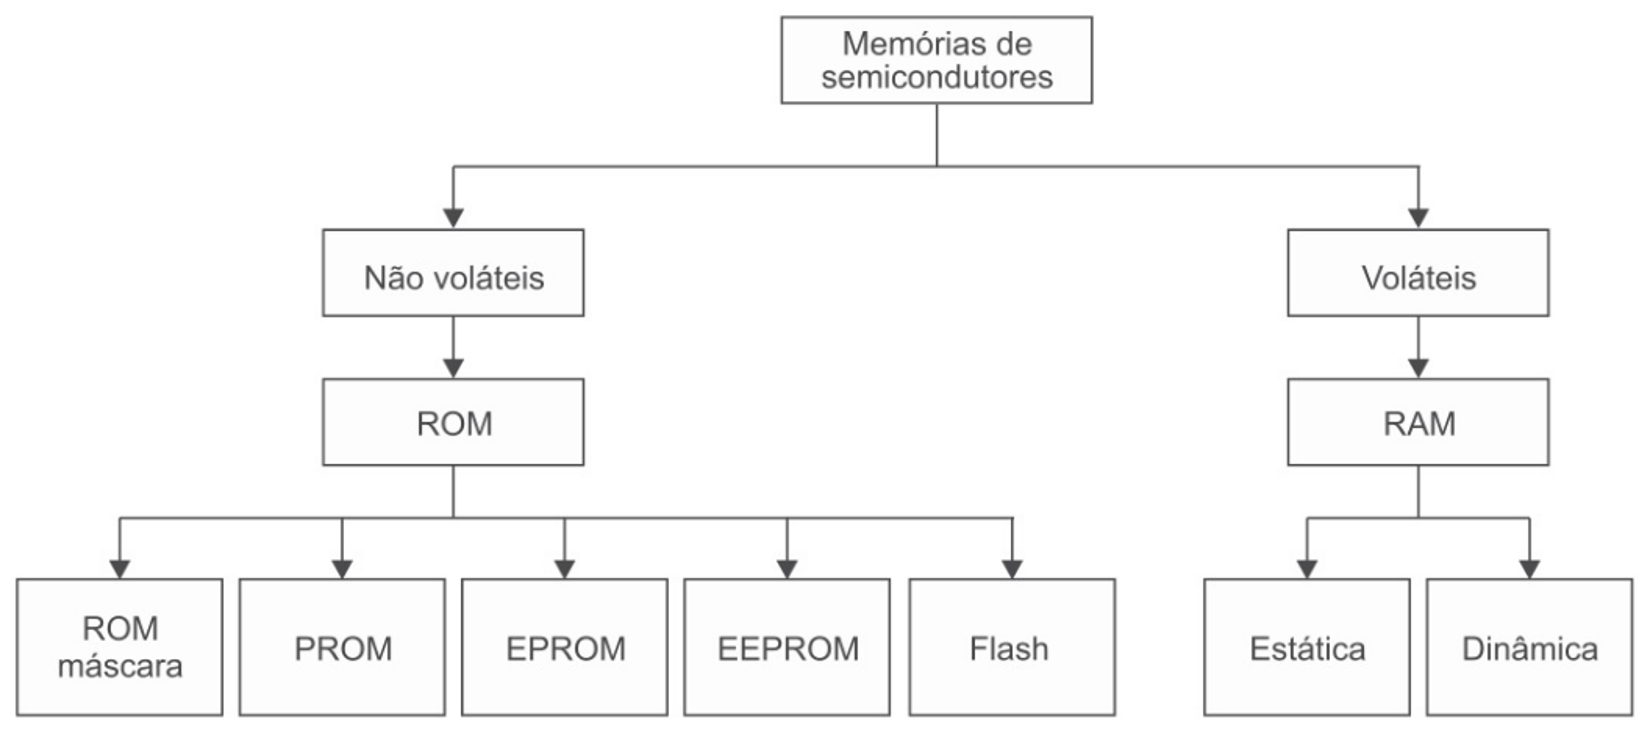 Memórias de
semicondutores
Não voláteis
Voláteis
ROM
RAM
ROM
máscara
PROM
EPROM
EEPROM
Flash
Estática
Dinâmica